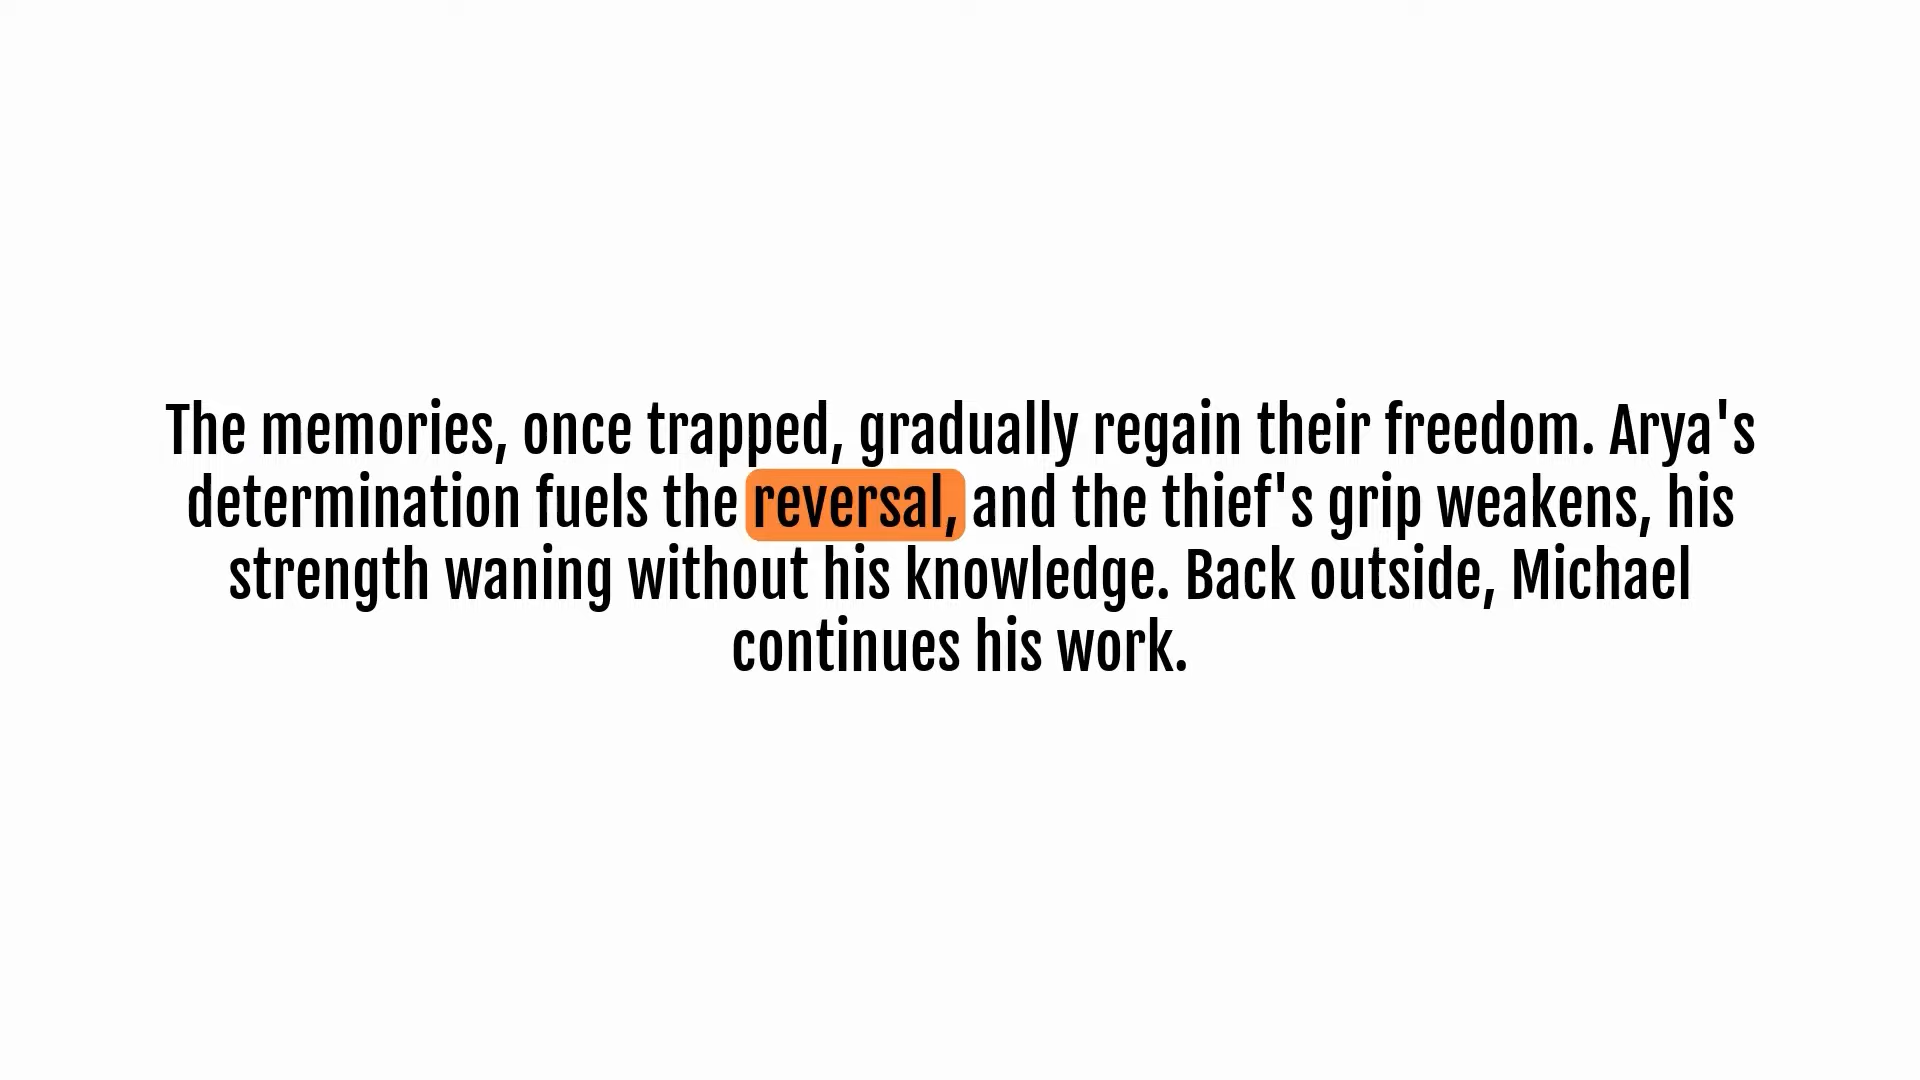 The memories, once trapped, gradually regain their freedom. Arya's
determination fuels the reversal, and the thief's grip weakens, his
strength waning without his knowledge. Back outside, Michael
continues his work.